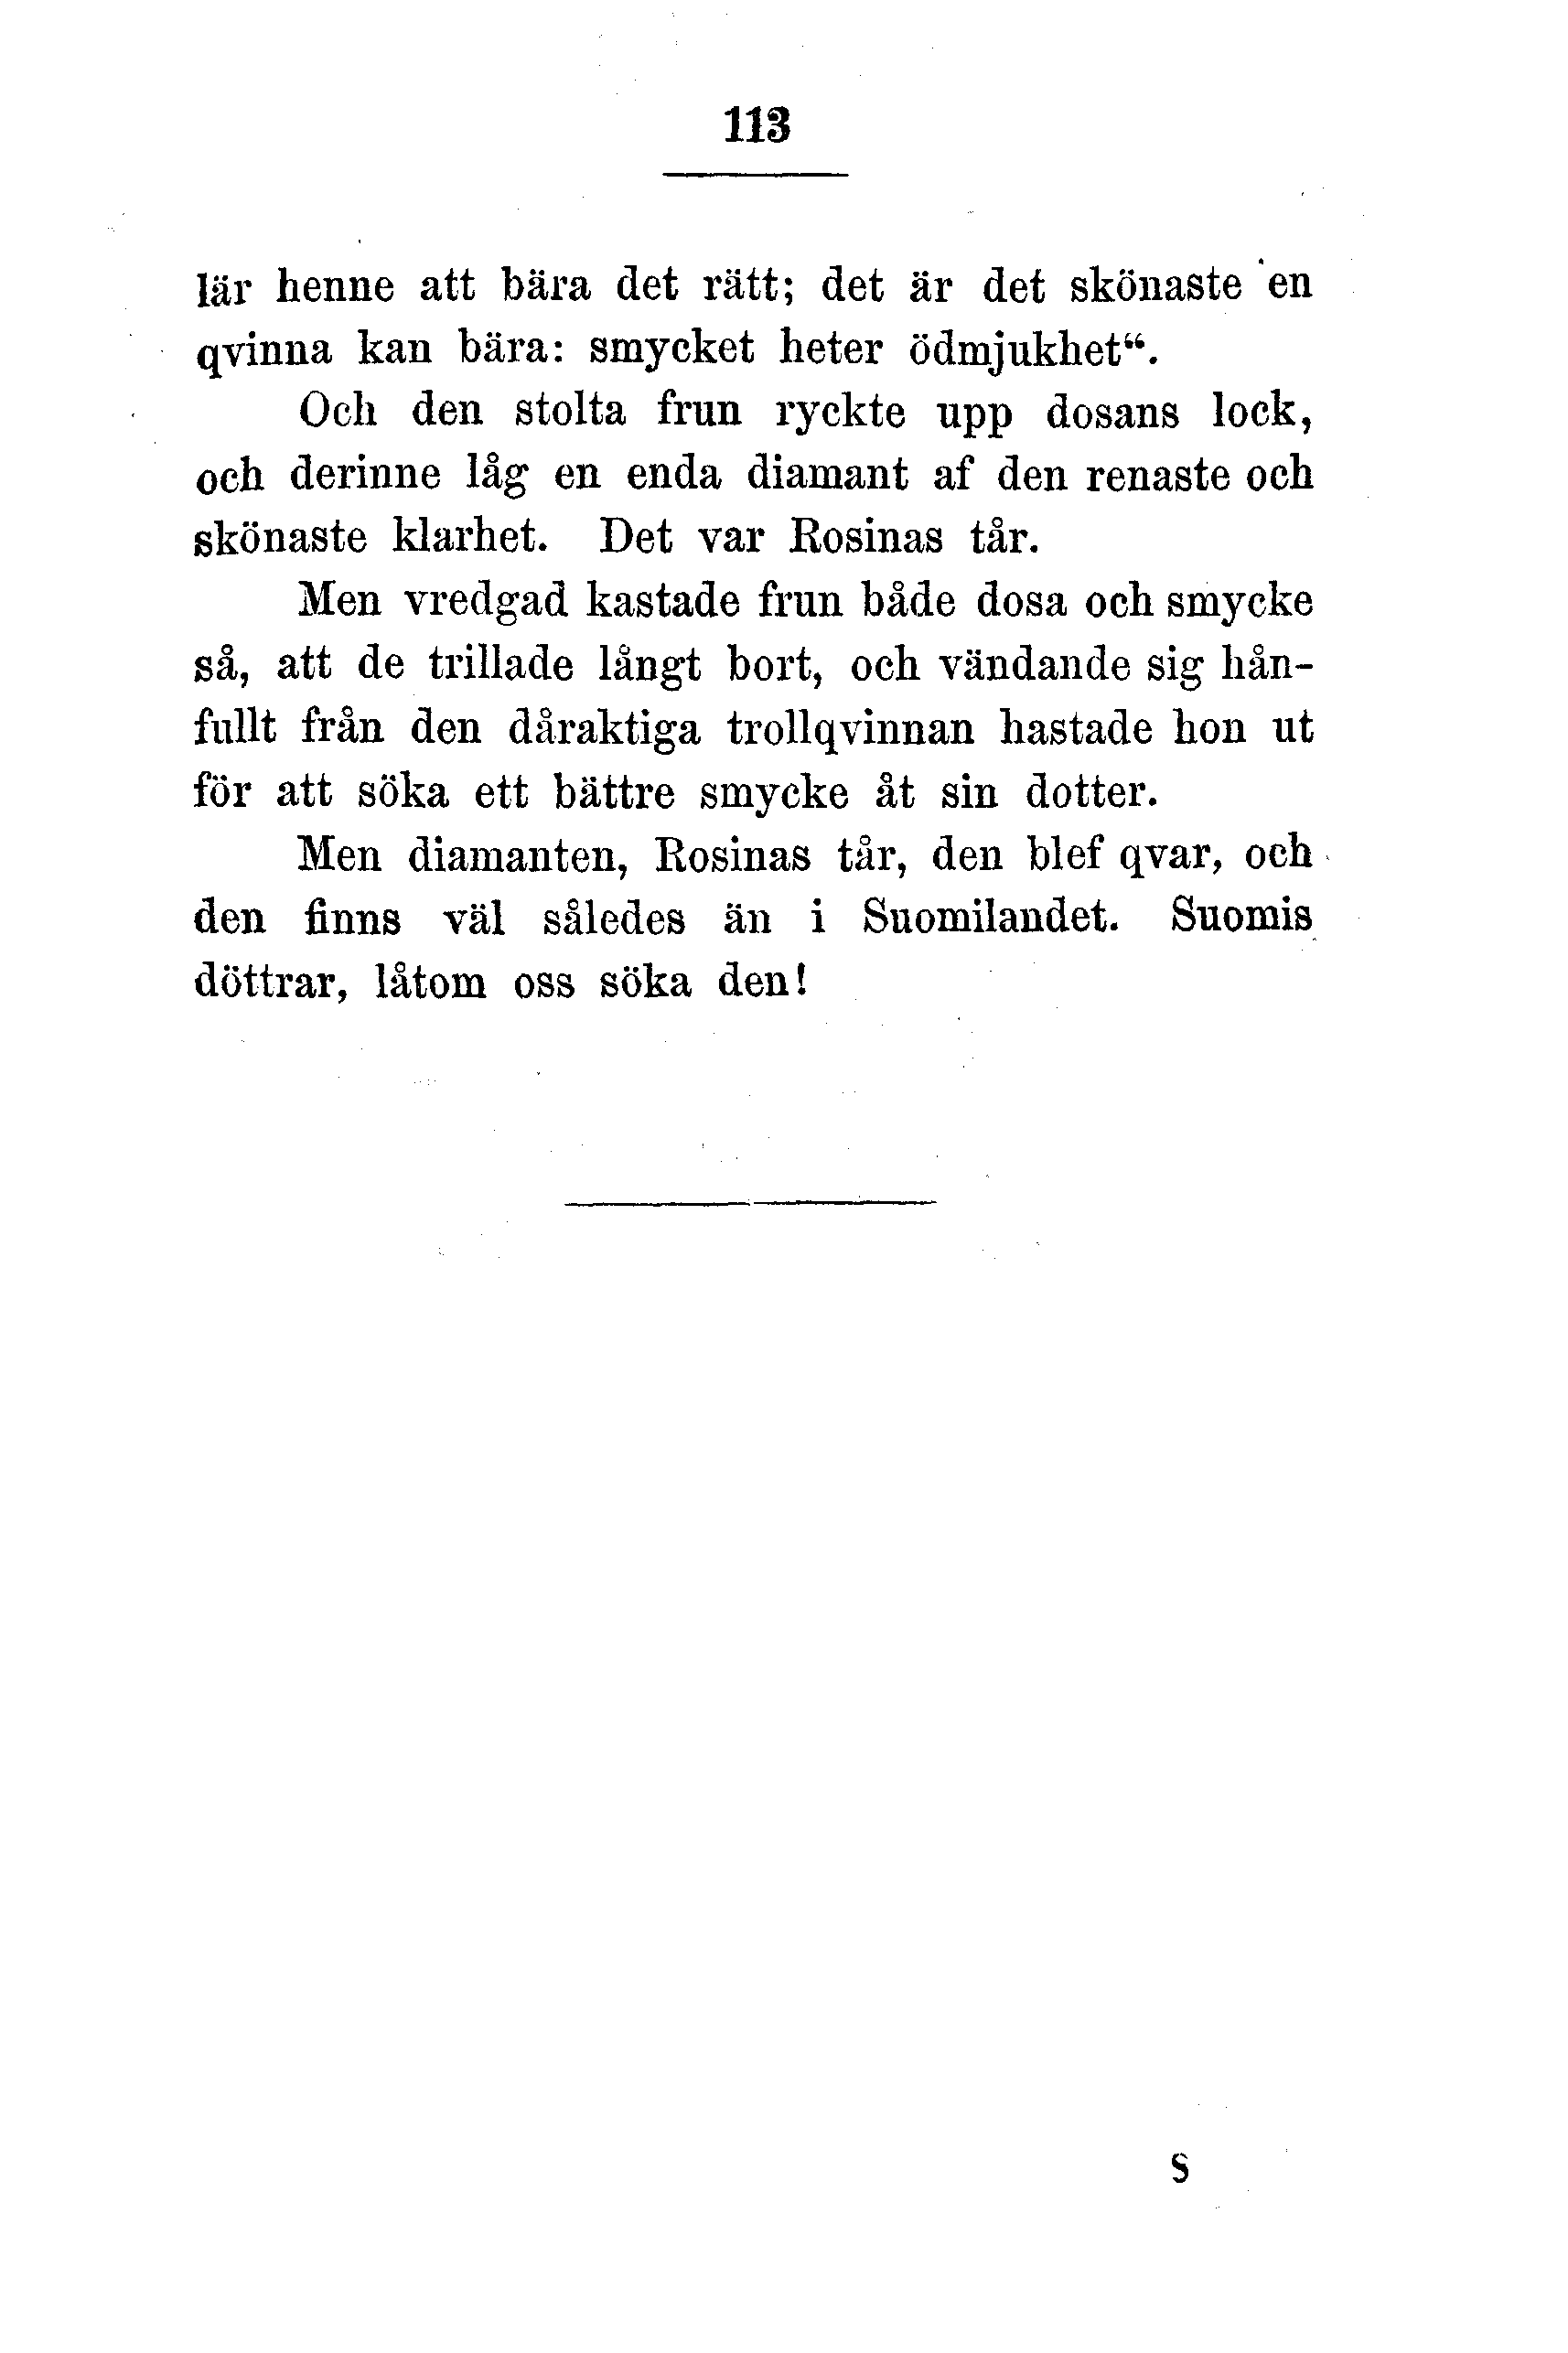 113
lär henne att bära det rätt; det är det skönaste en
qvinna kan bära: smycket heter ödmjukhet“.
Och den stolta frun ryckte upp dosans lock,
och derinne låg en enda diamant af den renaste och
skönaste klarhet. Det var Rosinas tår.
Men vredgad kastade frun både dosa och smycke
så, att de trillade långt bort, och vändande sig hån-
fullt från den dåraktiga trollqvinnan hastade hon ut
för att söka ett bättre smycke åt sin dotter.
Men diamanten, Rosinas tår, den blef qvar, och
den finns väl således än i Suomilandet. Suomis
döttrar, låtom oss söka den!
S